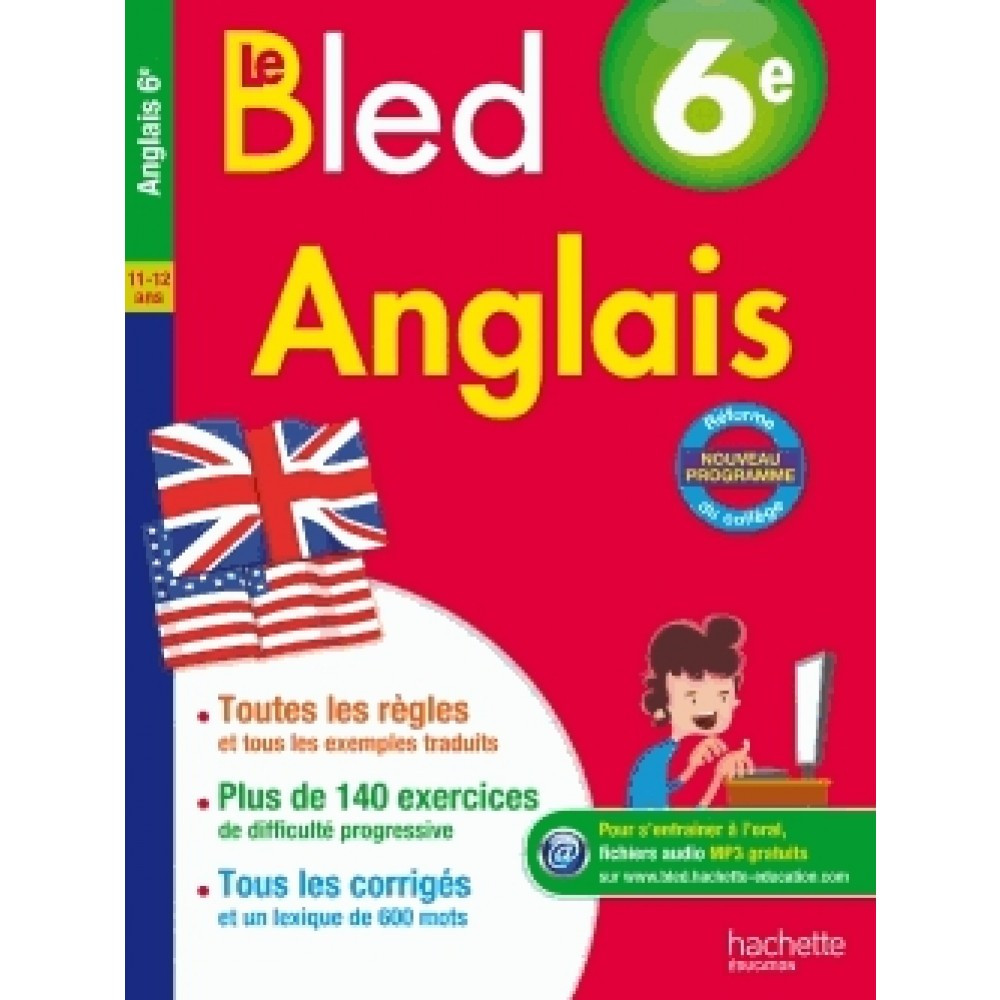 Le
Bled
6e
Anglais
Anglais 6e
11-12
ans
Réforme
NOUVEAU
PROGRAMME
du collège
• Toutes les règles
et tous les exemples traduits
• Plus de 140 exercices
de difficulté progressive
• Tous les corrigés
et un lexique de 600 mots
@
Pour s'entraîner à l'oral,
fichiers audio MP3 gratuits
sur www.bled.hachette-education.com
hachette
ÉDUCATION